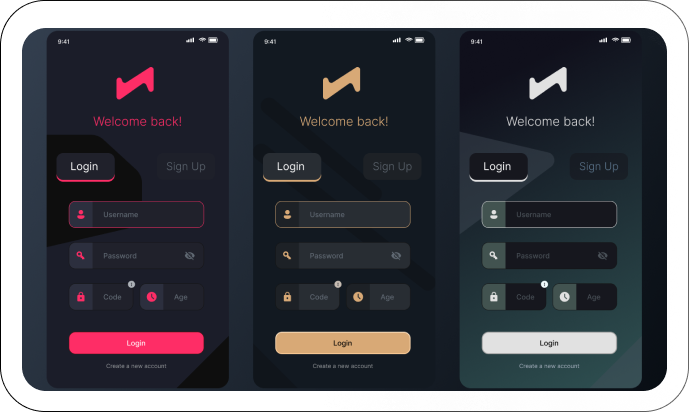 9:41
Welcome back!
Login
Sign Up
Username
Password
Code
i
Age
Login
Create a new account
9:41
Welcome back!
Login
Sign Up
Username
Password
Code
i
Age
Login
Create a new account
9:41
Welcome back!
Login
Sign Up
Username
Password
Code
i
Age
Login
Create a new account